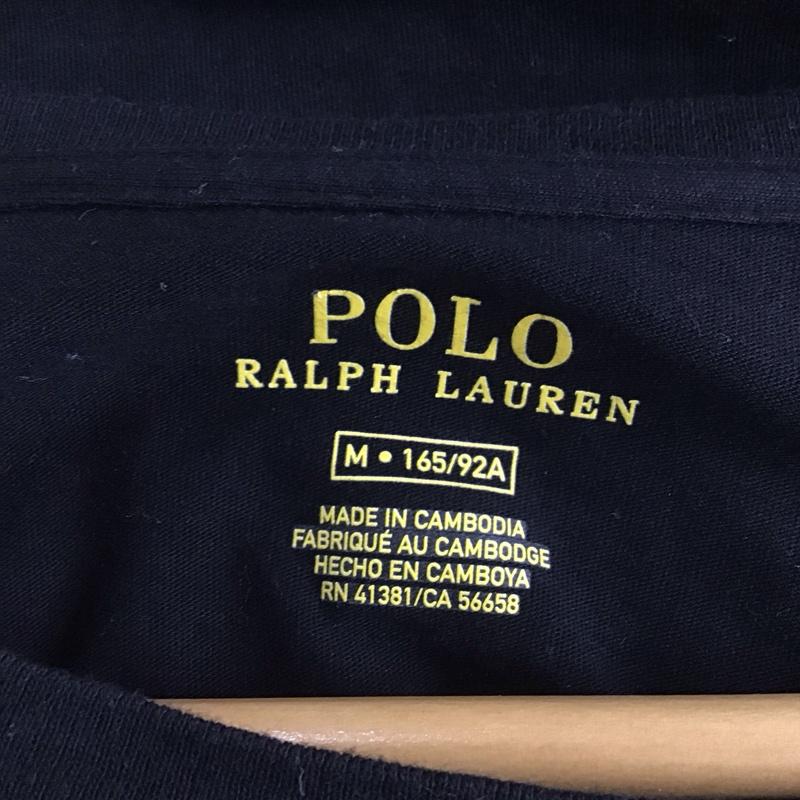 POLO
RALPH LAUREN
M • 165/92A
MADE IN CAMBODIA
FABRIQUÉ AU CAMBODGE
HECHO EN CAMBOYA
RN 41381/CA 56658